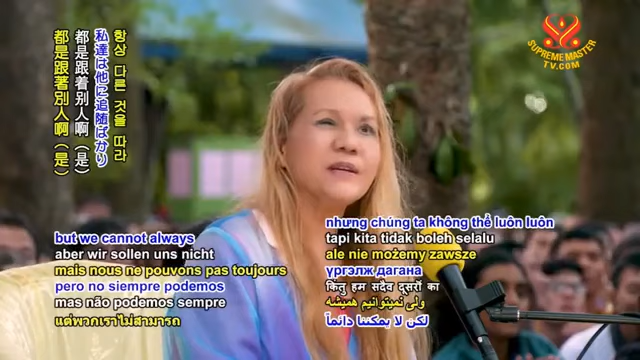 都是跟著別人啊（是）
都是跟着别人啊（是）
私達は他に追随ばかり
항상 다른 것을 따라
SUPREME MASTER
TV.COM
but we cannot always
aber wir sollen uns nicht
mais nous ne pouvons pas toujours
pero no siempre podemos
mas não podemos sempre
แต่พวกเราไม่สามารถ
nhưng chúng ta không thể luôn luôn
tapi kita tidak boleh selalu
ale nie możemy zawsze
үргэлж дагана
किंतु हम सदैव दूसरों का
ولی نمیتوانیم همیشه
لكن لا يمكننا دائماً